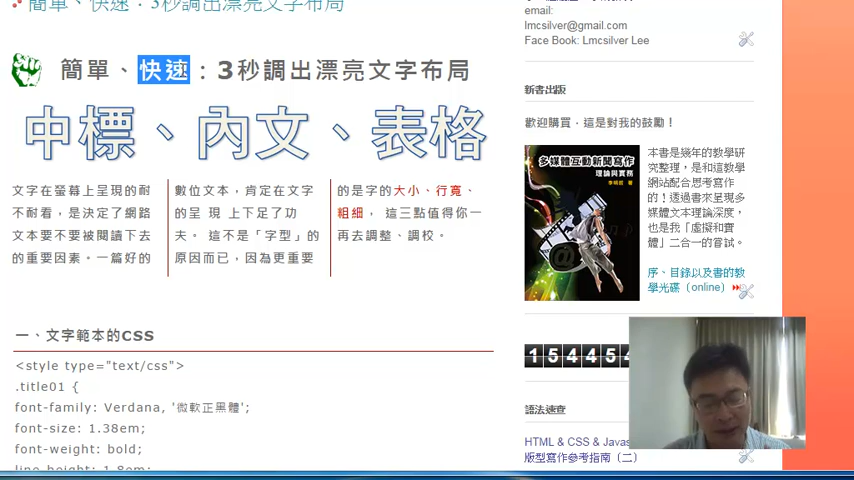 簡單、快速：3秒調出漂亮文字布局
簡單、快速：3秒調出漂亮文字布局
中標、內文、表格
文字在螢幕上呈現的耐
不耐看，是決定了網路
文本要不要被閱讀下去
的重要因素。一篇好的
數位文本，肯定在文字
的呈 現 上下足了功
夫。 這不是「字型」的
原因而已，因為更重要
的是字的大小、行寬、
粗細， 這三點值得你一
再去調整、調校。
一、文字範本的CSS
<style type="text/css">
.title01 {
font-family: Verdana, '微軟正黑體';
font-size: 1.38em;
font-weight: bold;
line-height: 1.8em;
email:
lmcsilver@gmail.com
Face Book: Lmcsilver Lee
新書出版
歡迎購買，這是對我的鼓勵！
多媒體互動新聞寫作
理論與實務
本書是幾年的教學研
究整理，是和這教學
網站配合思考寫作
的！透過書來呈現多
媒體文本理論深度，
也是我「虛擬和實
體」二合一的嘗試。
序、目錄以及書的教
學光碟（online）
15445
語法速查
HTML & CSS & Javas
版型寫作參考指南（二）